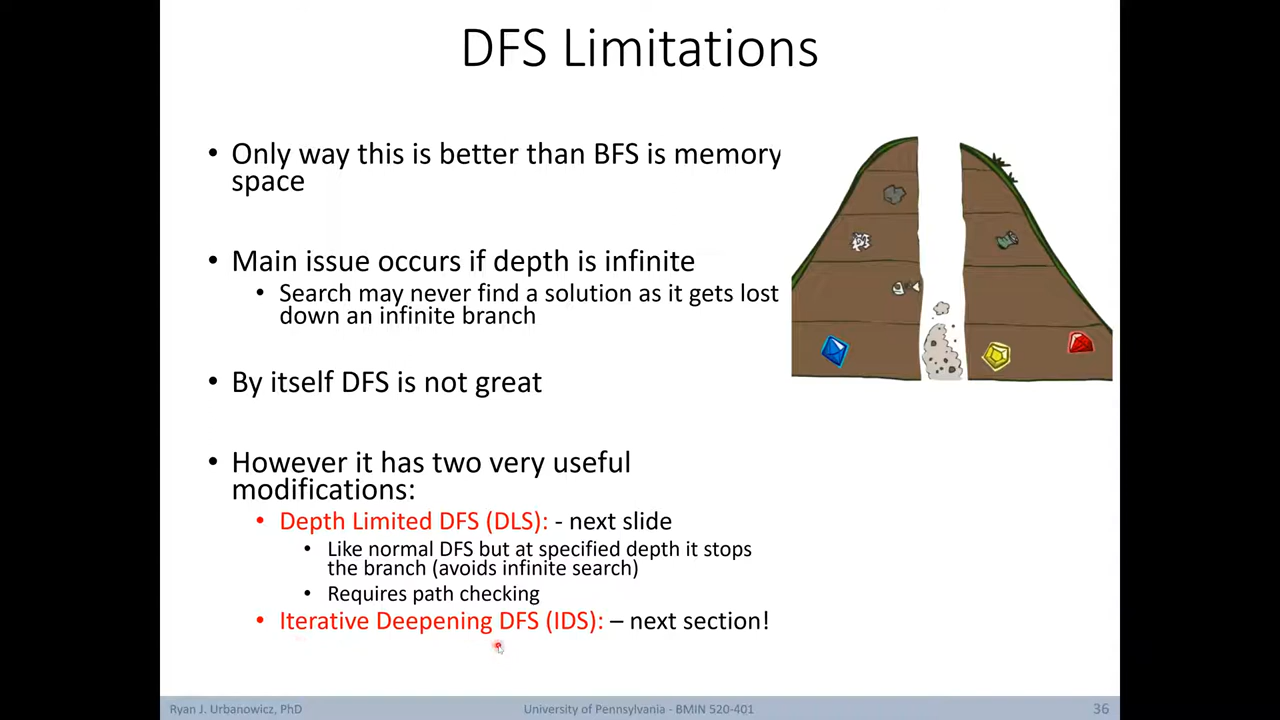 DFS Limitations
• Only way this is better than BFS is memory
space
• Main issue occurs if depth is infinite
• Search may never find a solution as it gets lost
down an infinite branch
• By itself DFS is not great
• However it has two very useful
modifications:
• Depth Limited DFS (DLS): - next slide
• Like normal DFS but at specified depth it stops
the branch (avoids infinite search)
• Requires path checking
• Iterative Deepening DFS (IDS): – next section!
Ryan J. Urbanowicz, PhD
University of Pennsylvania - BMIN 520-401
36